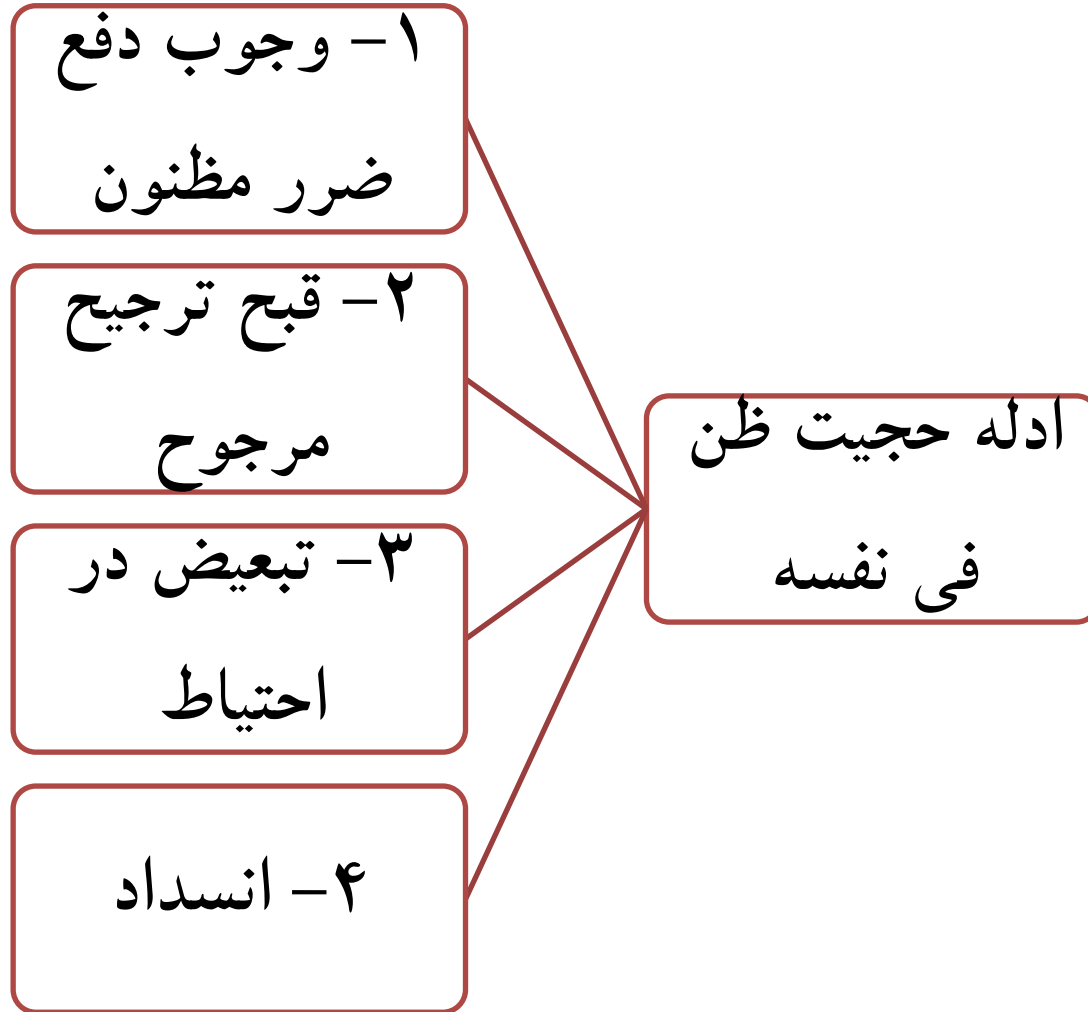 ادله حجیت ظن
فی نفسه
۱- وجوب دفع
ضرر مظنون
۲- قبح ترجیح
مرجوح
۳- تبعیض در
احتیاط
۴- انسداد